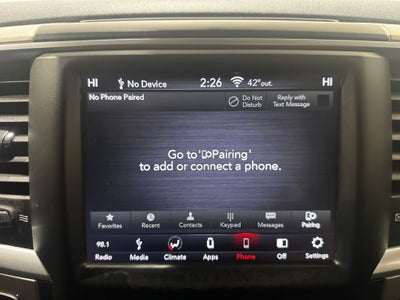 HI No Device 2:26 42°out. HI
No Phone Paired
Do Not
Disturb
Reply with
Text Message
Go to 'Pairing'
to add or connect a phone.
Favorites Recent Contacts Keypad Messages Pairing
98.1
Radio Media Climate Apps Phone Off Settings